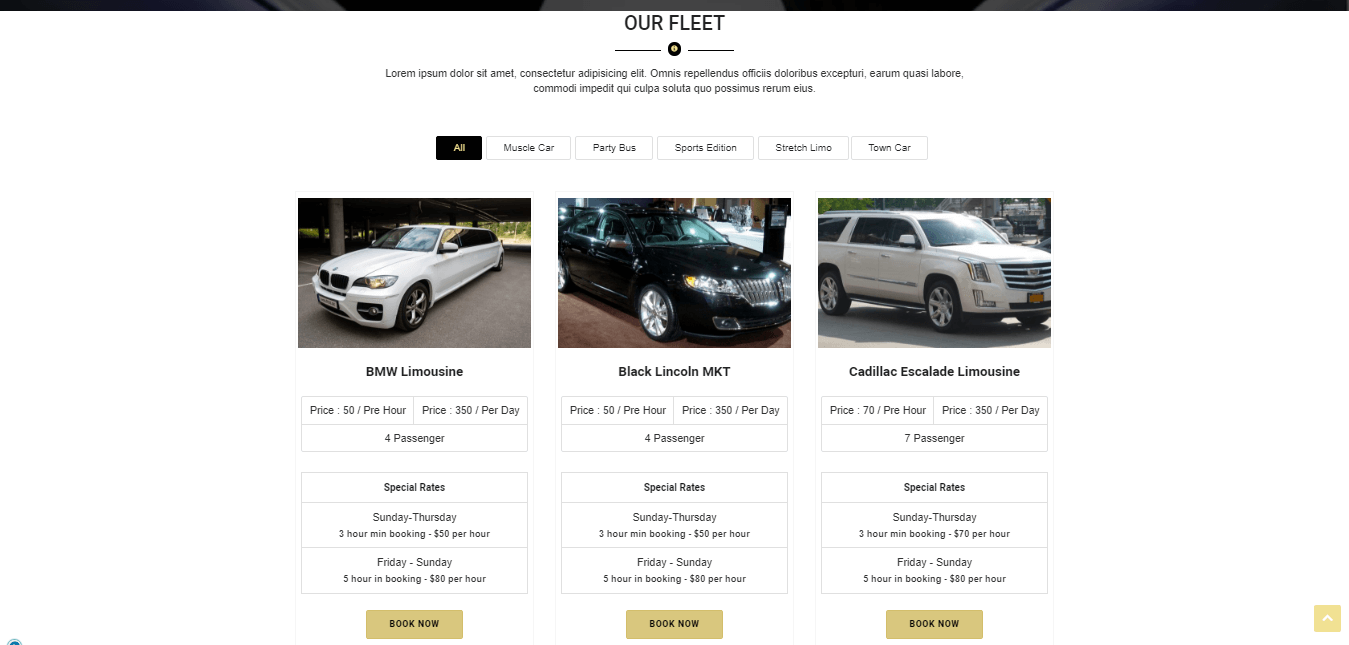 OUR FLEET
Lorem ipsum dolor sit amet, consectetur adipisicing elit. Omnis repellendus officiis doloribus excepturi, earum quasi labore,
commodi impedit qui culpa soluta quo possimus rerum eius.
All
Muscle Car
Party Bus
Sports Edition
Stretch Limo
Town Car
BMW Limousine
Price : 50 / Pre Hour
Price : 350 / Per Day
4 Passenger
Special Rates
Sunday-Thursday
3 hour min booking - $50 per hour
Friday - Sunday
5 hour in booking - $80 per hour
BOOK NOW
Black Lincoln MKT
Price : 50 / Pre Hour
Price : 350 / Per Day
4 Passenger
Special Rates
Sunday-Thursday
3 hour min booking - $50 per hour
Friday - Sunday
5 hour in booking - $80 per hour
BOOK NOW
Cadillac Escalade Limousine
Price : 70 / Pre Hour
Price : 350 / Per Day
7 Passenger
Special Rates
Sunday-Thursday
3 hour min booking - $70 per hour
Friday - Sunday
5 hour in booking - $80 per hour
BOOK NOW